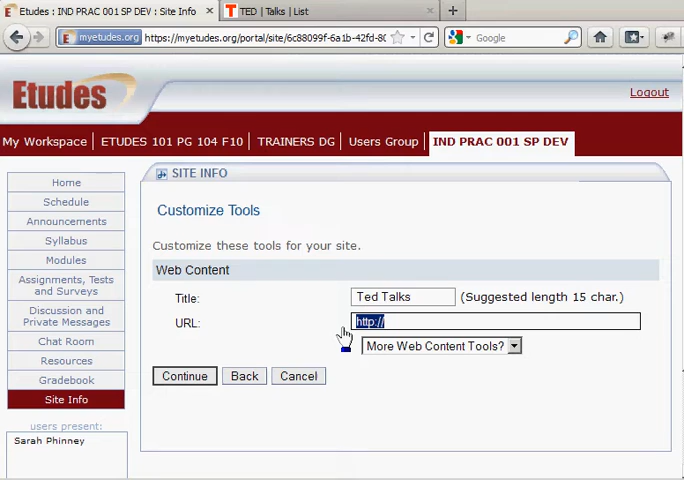 Etudes : IND PRAC 001 SP DEV : Site Info ×
TED | Talks | List ×
myetudes.org
https://myetudes.org/portal/site/6c88099f-6a1b-42fd-80
Google
Etudes
Logout
My Workspace
ETUDES 101 PG 104 F10
TRAINERS DG
Users Group
IND PRAC 001 SP DEV
Home
Schedule
Announcements
Syllabus
Modules
Assignments, Tests
and Surveys
Discussion and
Private Messages
Chat Room
Resources
Gradebook
Site Info
users present:
Sarah Phinney
SITE INFO
Customize Tools
Customize these tools for your site.
Web Content
Title: Ted Talks (Suggested length 15 char.)
URL: http://
More Web Content Tools?
Continue Back Cancel